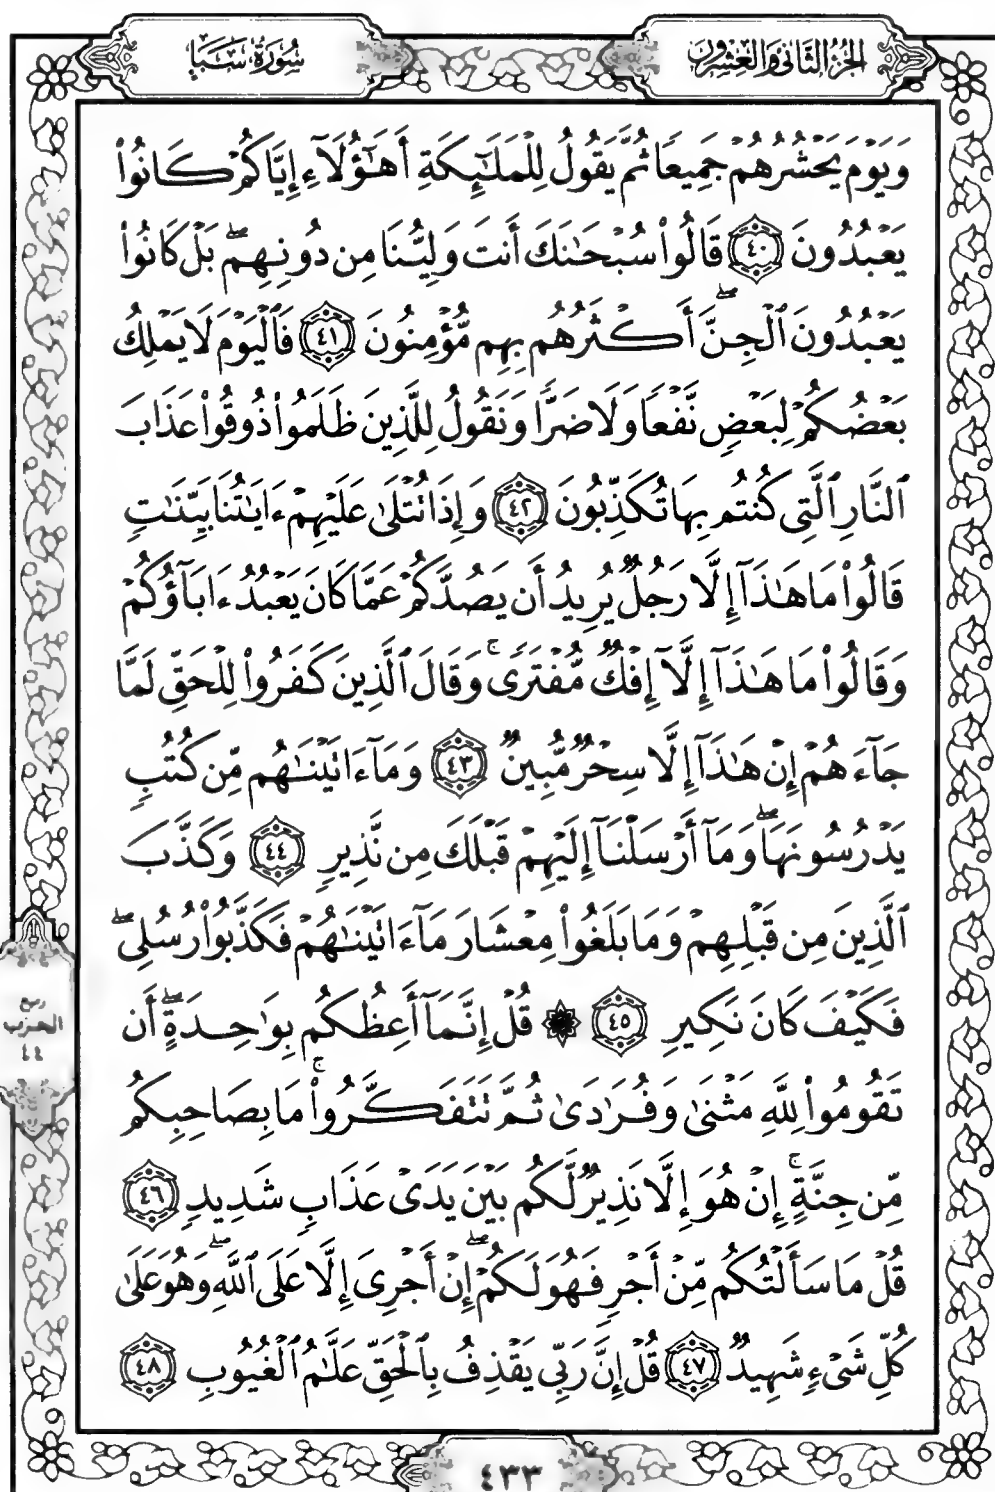 الجزء الثاني والعشرون
سورة سبأ
وَيَوْمَ يَحْشُرُهُمْ جَمِيعًا ثُمَّ يَقُولُ لِلْمَلَٰٓئِكَةِ أَهَٰٓؤُلَآءِ إِيَّاكُمْ كَانُوا۟
يَعْبُدُونَ ٤٠ قَالُوا۟ سُبْحَٰنَكَ أَنتَ وَلِيُّنَا مِن دُونِهِم ۖ بَلْ كَانُوا۟
يَعْبُدُونَ ٱلْجِنَّ ۖ أَكْثَرُهُم بِهِم مُّؤْمِنُونَ ٤١ فَٱلْيَوْمَ لَا يَمْلِكُ
بَعْضُكُمْ لِبَعْضٍ نَّفْعًا وَلَا ضَرًّا وَنَقُولُ لِلَّذِينَ ظَلَمُوا۟ ذُوقُوا۟ عَذَابَ
ٱلنَّارِ ٱلَّتِى كُنتُم بِهَا تُكَذِّبُونَ ٤٢ وَإِذَا تُتْلَىٰ عَلَيْهِمْ ءَايَٰتُنَا بَيِّنَٰتٍ
قَالُوا۟ مَا هَٰذَآ إِلَّا رَجُلٌ يُرِيدُ أَن يَصُدَّكُمْ عَمَّا كَانَ يَعْبُدُ ءَابَآؤُكُمْ
وَقَالُوا۟ مَا هَٰذَآ إِلَّآ إِفْكٌ مُّفْتَرًى ۚ وَقَالَ ٱلَّذِينَ كَفَرُوا۟ لِلْحَقِّ لَمَّا
جَآءَهُمْ إِنْ هَٰذَآ إِلَّا سِحْرٌ مُّبِينٌ ٤٣ وَمَآ ءَاتَيْنَٰهُم مِّن كُتُبٍ
يَدْرُسُونَهَا ۖ وَمَآ أَرْسَلْنَآ إِلَيْهِمْ قَبْلَكَ مِن نَّذِيرٍ ٤٤ وَكَذَّبَ
ٱلَّذِينَ مِن قَبْلِهِمْ وَمَا بَلَغُوا۟ مِعْشَارَ مَآ ءَاتَيْنَٰهُمْ فَكَذَّبُوا۟ رُسُلِى ۖ
فَكَيْفَ كَانَ نَكِيرِ ٤٥ ۞ قُلْ إِنَّمَآ أَعِظُكُم بِوَٰحِدَةٍ ۖ أَن
تَقُومُوا۟ لِلَّهِ مَثْنَىٰ وَفُرَٰدَىٰ ثُمَّ تَتَفَكَّرُوا۟ ۚ مَا بِصَاحِبِكُم
مِّن جِنَّةٍ ۚ إِنْ هُوَ إِلَّا نَذِيرٌ لَّكُم بَيْنَ يَدَىْ عَذَابٍ شَدِيدٍ ٤٦
قُلْ مَا سَأَلْتُكُم مِّنْ أَجْرٍ فَهُوَ لَكُمْ ۖ إِنْ أَجْرِىَ إِلَّا عَلَى ٱللَّهِ ۖ وَهُوَ عَلَىٰ
كُلِّ شَىْءٍ شَهِيدٌ ٤٧ قُلْ إِنَّ رَبِّى يَقْذِفُ بِٱلْحَقِّ عَلَّٰمُ ٱلْغُيُوبِ ٤٨
ربع
الحزب
٤٤
٤٣٣